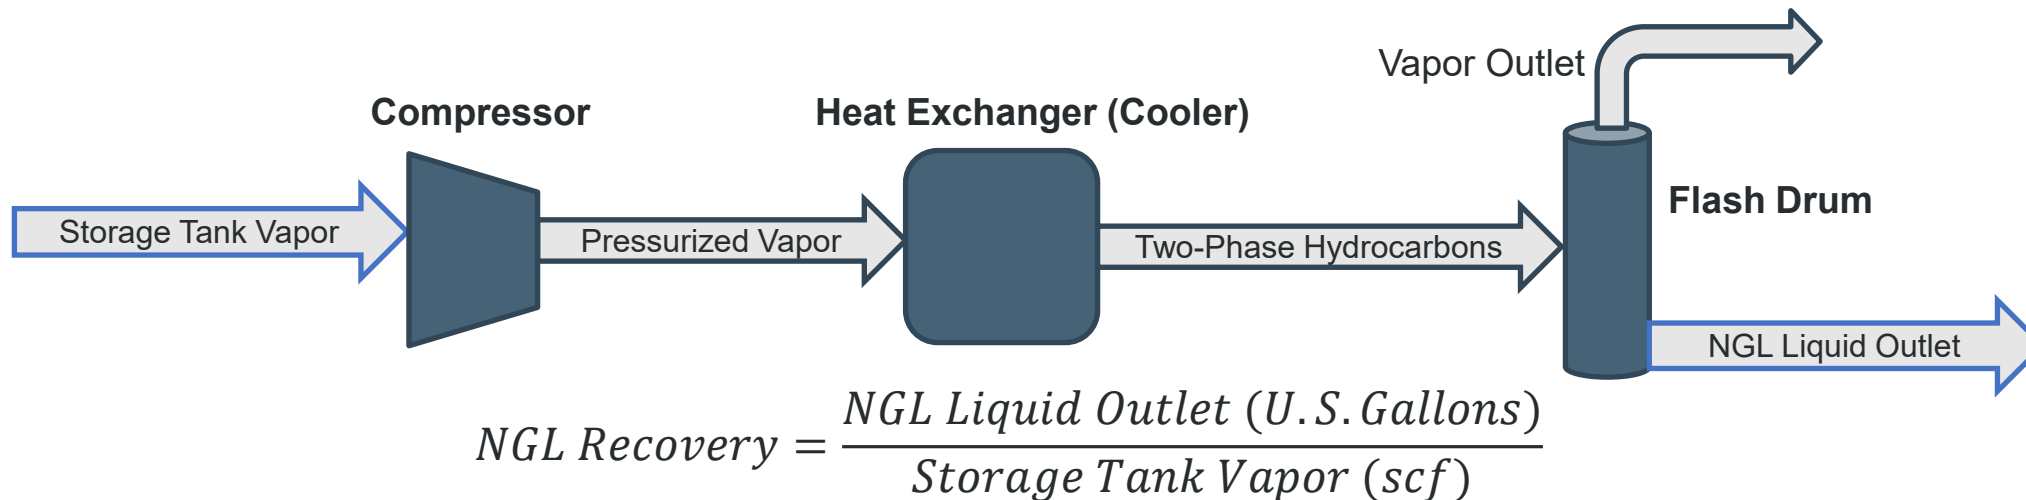 Vapor Outlet
Compressor
Heat Exchanger (Cooler)
Storage Tank Vapor
Pressurized Vapor
Two-Phase Hydrocarbons
Flash Drum
NGL Liquid Outlet
NGL Recovery = NGL Liquid Outlet (U.S.Gallons)
Storage Tank Vapor (scf)